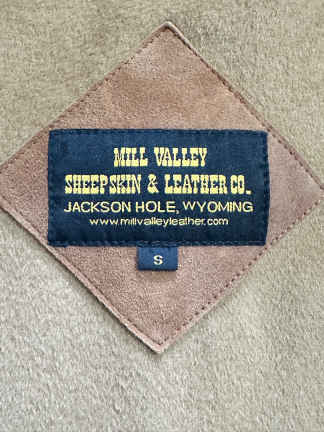 MILL VALLEY
SHEEPSKIN & LEATHER CO.
JACKSON HOLE, WYOMING
www.millvalleyleather.com
S